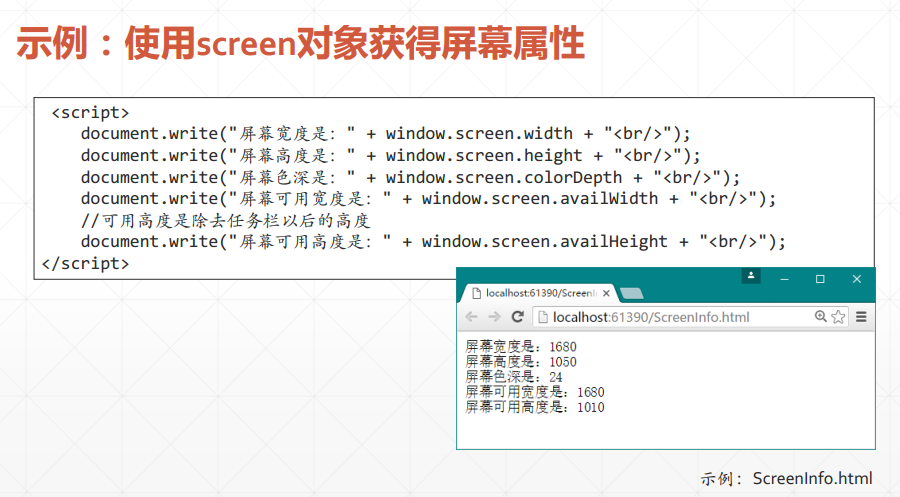 示例：使用screen对象获得屏幕属性
<script>
document.write("屏幕宽度是：" + window.screen.width + "<br/>");
document.write("屏幕高度是：" + window.screen.height + "<br/>");
document.write("屏幕色深是：" + window.screen.colorDepth + "<br/>");
document.write("屏幕可用宽度是：" + window.screen.availWidth + "<br/>");
//可用高度是除去任务栏以后的高度
document.write("屏幕可用高度是：" + window.screen.availHeight + "<br/>");
</script>
localhost:61390/ScreenI
localhost:61390/ScreenInfo.html
屏幕宽度是：1680
屏幕高度是：1050
屏幕色深是：24
屏幕可用宽度是：1680
屏幕可用高度是：1010
示例：ScreenInfo.html